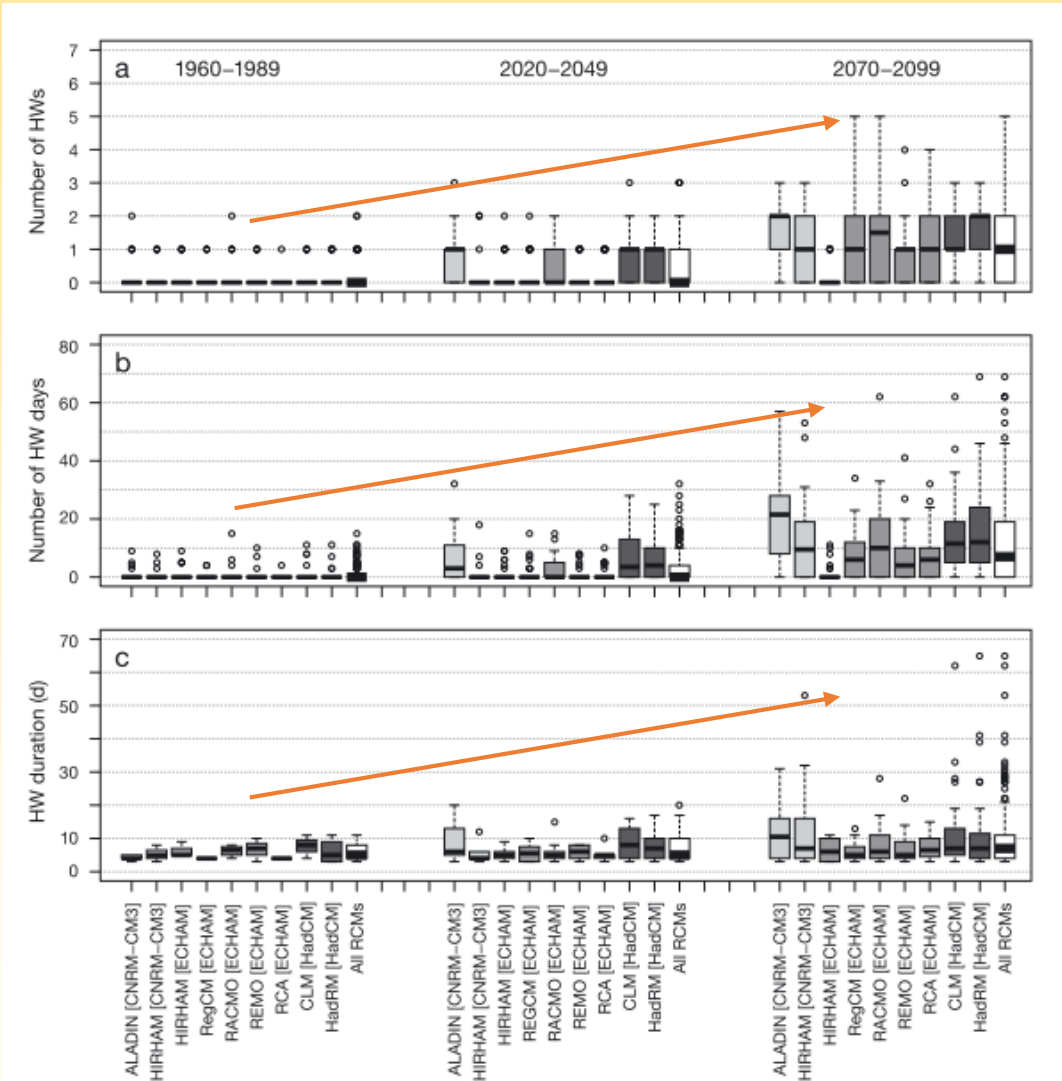 a
1960–1989
2020–2049
2070–2099
Number of HWs
7
6
5
4
3
2
1
0
b
Number of HW days
80
60
40
20
0
c
HW duration (d)
70
50
30
10
0
ALADIN [CNRM–CM3]
HIRHAM [CNRM–CM3]
HIRHAM [ECHAM]
RegCM [ECHAM]
RACMO [ECHAM]
REMO [ECHAM]
RCA [ECHAM]
CLM [HadCM]
HadRM [HadCM]
All RCMs
ALADIN [CNRM–CM3]
HIRHAM [CNRM–CM3]
HIRHAM [ECHAM]
REGCM [ECHAM]
RACMO [ECHAM]
REMO [ECHAM]
RCA [ECHAM]
CLM [HadCM]
HadRM [HadCM]
All RCMs
ALADIN [CNRM–CM3]
HIRHAM [CNRM–CM3]
HIRHAM [ECHAM]
RegCM [ECHAM]
RACMO [ECHAM]
REMO [ECHAM]
RCA [ECHAM]
CLM [HadCM]
HadRM [HadCM]
All RCMs